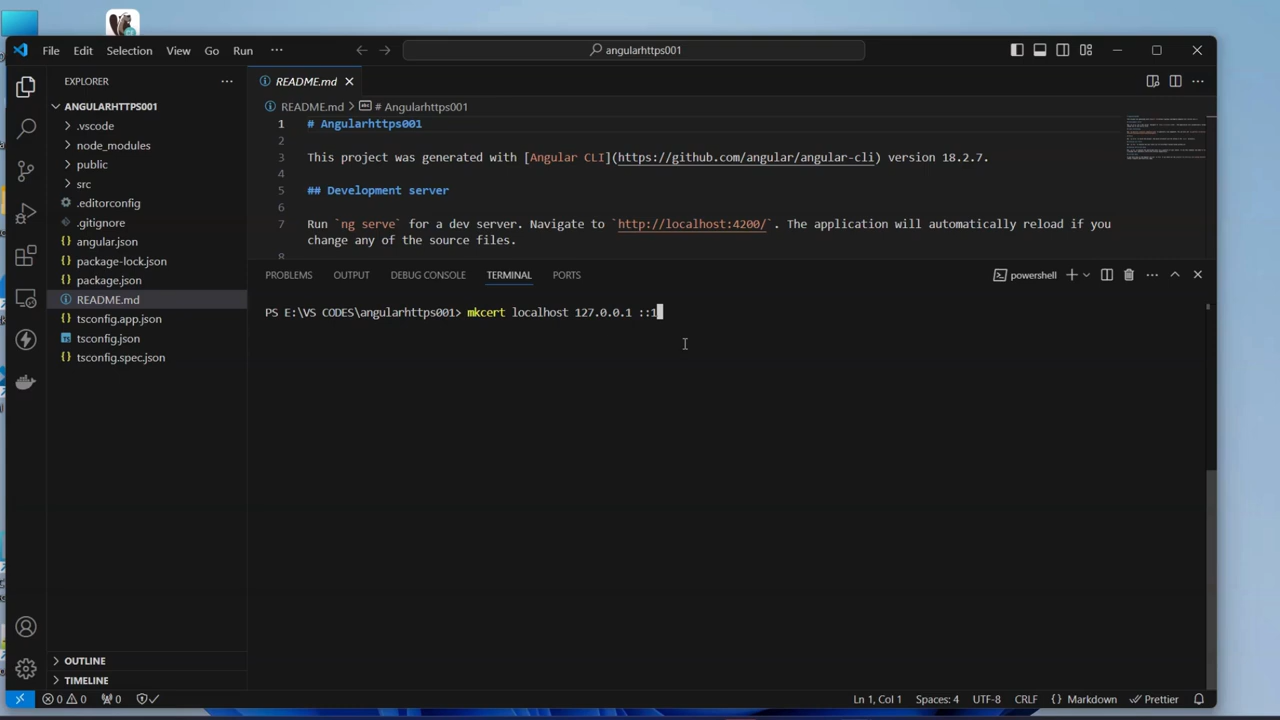 File Edit Selection View Go Run ··· angularhttps001
EXPLORER ···
ANGULARHTTPS001
.vscode
node_modules
public
src
.editorconfig
.gitignore
{} angular.json
{} package-lock.json
{} package.json
README.md
{} tsconfig.app.json
TS tsconfig.json
{} tsconfig.spec.json
OUTLINE
TIMELINE
README.md
README.md > abc # Angularhttps001
1 # Angularhttps001
2
3 This project was generated with [Angular CLI](https://github.com/angular/angular-cli) version 18.2.7.
4
5 ## Development server
6
7 Run `ng serve` for a dev server. Navigate to `http://localhost:4200/`. The application will automatically reload if you
change any of the source files.
8
PROBLEMS OUTPUT DEBUG CONSOLE TERMINAL PORTS powershell
PS E:\VS CODES\angularhttps001> mkcert localhost 127.0.0.1 ::1
0 0 0 Ln 1, Col 1 Spaces: 4 UTF-8 CRLF {} Markdown Prettier